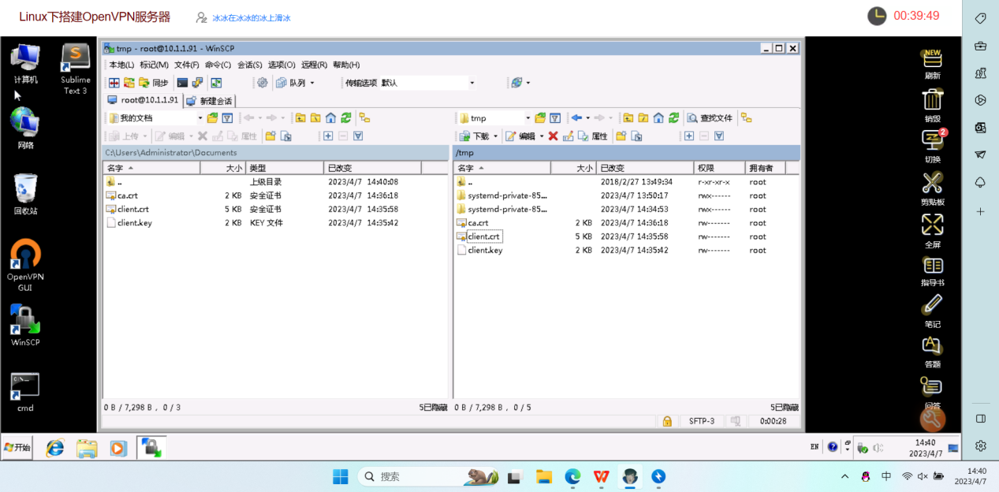 Linux下搭建OpenVPN服务器 冰冰在冰冰的冰上滑冰 00:39:49
计算机
Sublime Text 3
网络
回收站
OpenVPN GUI
WinSCP
cmd
tmp - root@10.1.1.91 - WinSCP
本地(L) 标记(M) 文件(F) 命令(C) 会话(S) 选项(O) 远程(R) 帮助(H)
同步 队列 传输选项 默认
root@10.1.1.91 新建会话
我的文档
上传 编辑 属性
C:\Users\Administrator\Documents
名字 大小 类型 已改变
.. 上级目录 2023/4/7 14:40:08
ca.crt 2 KB 安全证书 2023/4/7 14:36:18
client.crt 5 KB 安全证书 2023/4/7 14:35:58
client.key 2 KB KEY 文件 2023/4/7 14:35:42
0 B / 7,298 B , 0 / 3 5已隐藏
tmp 查找文件
下载 编辑 属性
/tmp
名字 大小 已改变 权限 拥有者
.. 2018/2/27 13:49:34 r-xr-xr-x root
systemd-private-85... 2023/4/7 13:50:17 rwx------ root
systemd-private-85... 2023/4/7 14:34:53 rwx------ root
ca.crt 2 KB 2023/4/7 14:36:18 rw------- root
client.crt 5 KB 2023/4/7 14:35:58 rw------- root
client.key 2 KB 2023/4/7 14:35:42 rw------- root
0 B / 7,298 B , 0 / 5 5已隐藏
SFTP-3 0:00:28
NEW
刷新
销毁
2
切换
剪贴板
全屏
指导书
笔记
答题
问答
开始 EN 14:40
2023/4/7
搜索 中 14:40
2023/4/7